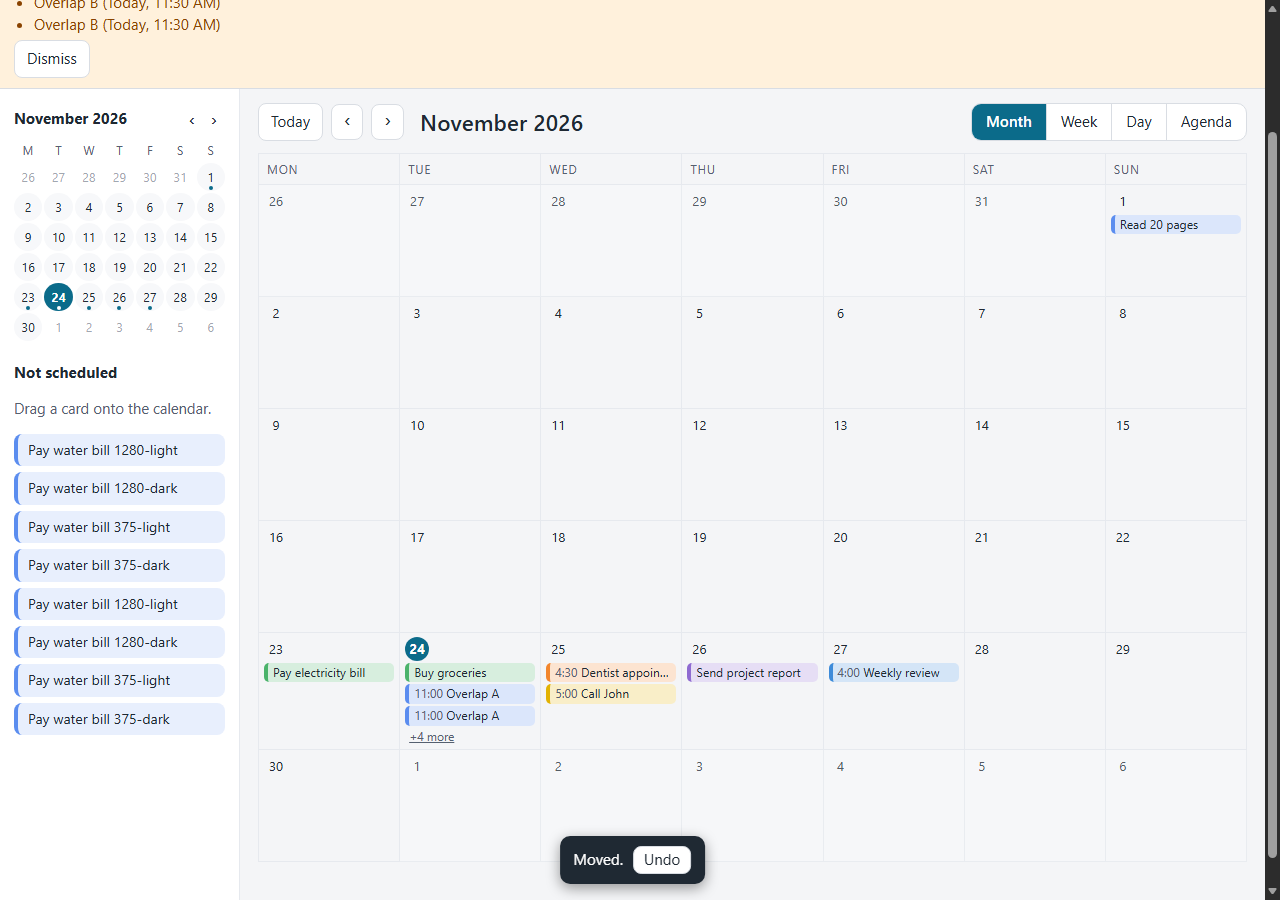 Overlap B (Today, 11:30 AM)
Overlap B (Today, 11:30 AM)
Dismiss
November 2026 ‹ ›
M T W T F S S
26 27 28 29 30 31 1
2 3 4 5 6 7 8
9 10 11 12 13 14 15
16 17 18 19 20 21 22
23 24 25 26 27 28 29
30 1 2 3 4 5 6
Not scheduled
Drag a card onto the calendar.
Pay water bill 1280-light
Pay water bill 1280-dark
Pay water bill 375-light
Pay water bill 375-dark
Pay water bill 1280-light
Pay water bill 1280-dark
Pay water bill 375-light
Pay water bill 375-dark
Today ‹ › November 2026 Month Week Day Agenda
MON TUE WED THU FRI SAT SUN
26 27 28 29 30 31 1
Read 20 pages
2 3 4 5 6 7 8
9 10 11 12 13 14 15
16 17 18 19 20 21 22
23 24 25 26 27 28 29
Pay electricity bill Buy groceries 4:30 Dentist appoin... Send project report 4:00 Weekly review
11:00 Overlap A 5:00 Call John
11:00 Overlap A
+4 more
30 1 2 3 4 5 6
Moved. Undo